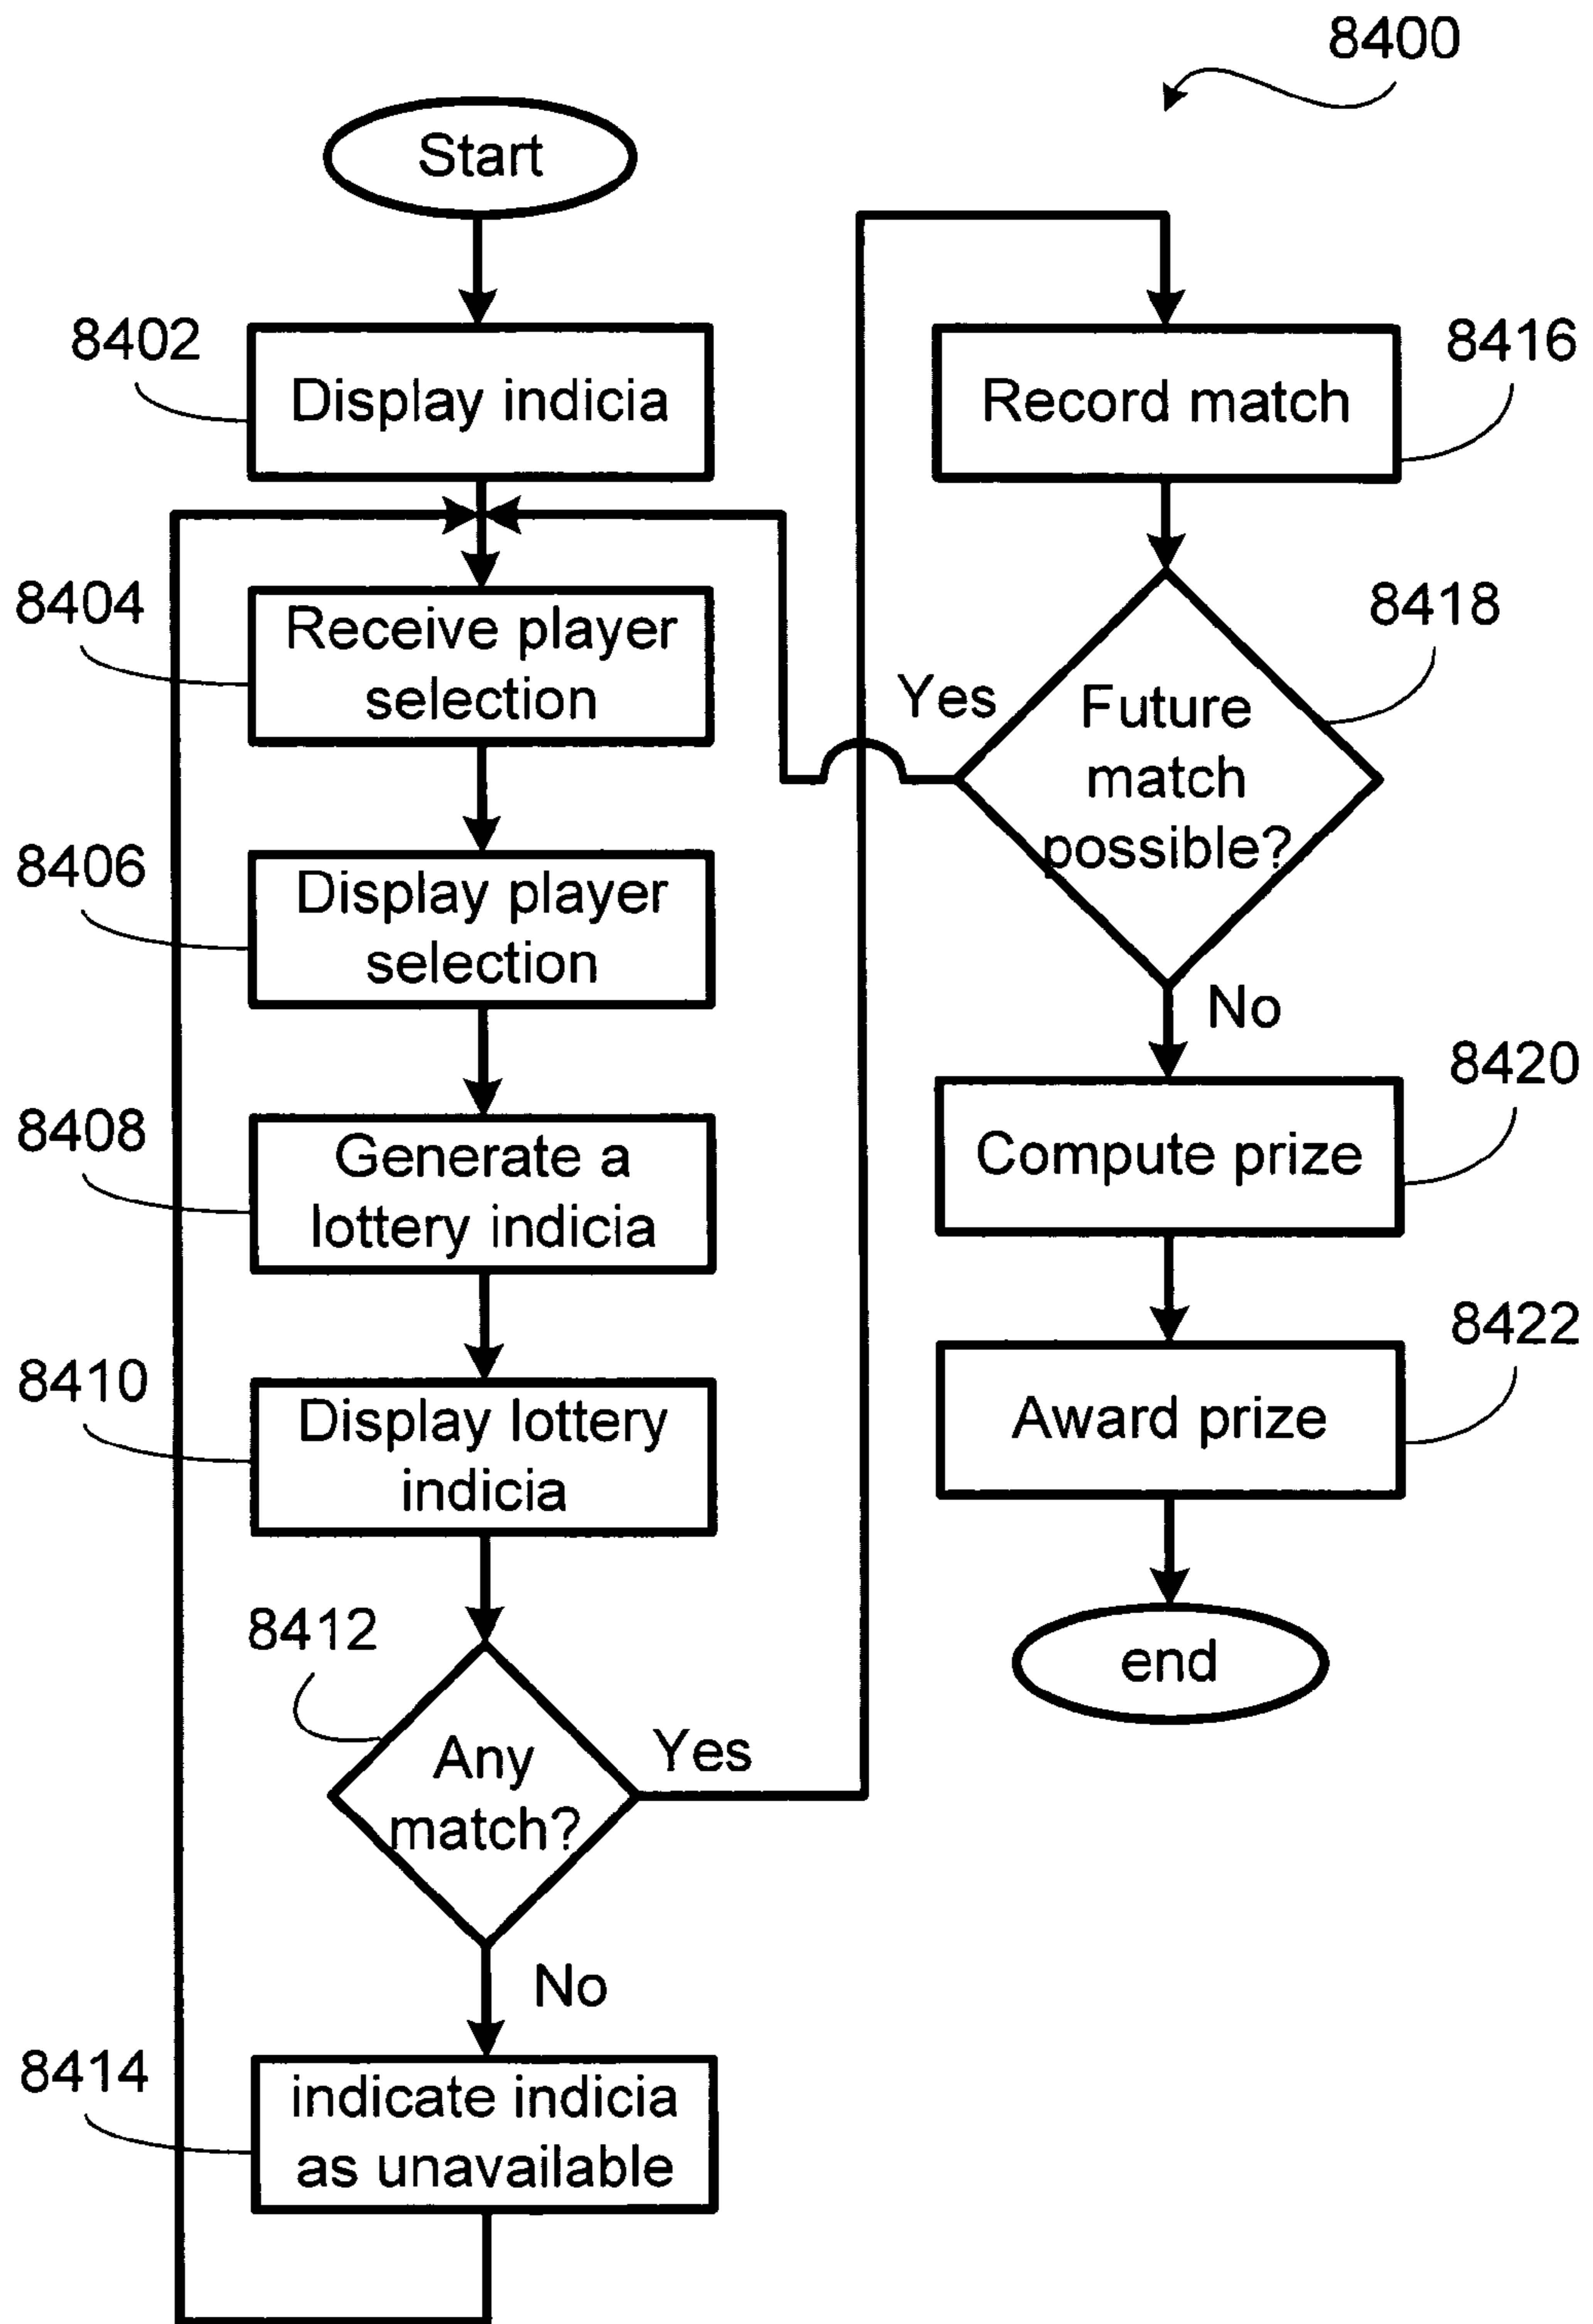 8400
Start
8402
Display indicia
8404
Receive player
selection
8406
Display player
selection
8408
Generate a
lottery indicia
8410
Display lottery
indicia
8412
Any
match?
Yes
No
8414
indicate indicia
as unavailable
8416
Record match
8418
Future
match
possible?
Yes
No
8420
Compute prize
8422
Award prize
end